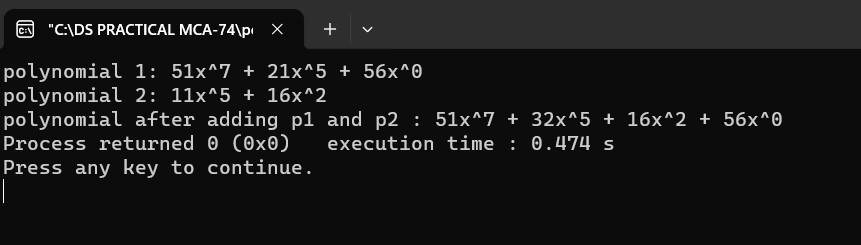 "C:\DS PRACTICAL MCA-74\p
polynomial 1: 51x^7 + 21x^5 + 56x^0
polynomial 2: 11x^5 + 16x^2
polynomial after adding p1 and p2 : 51x^7 + 32x^5 + 16x^2 + 56x^0
Process returned 0 (0x0)   execution time : 0.474 s
Press any key to continue.